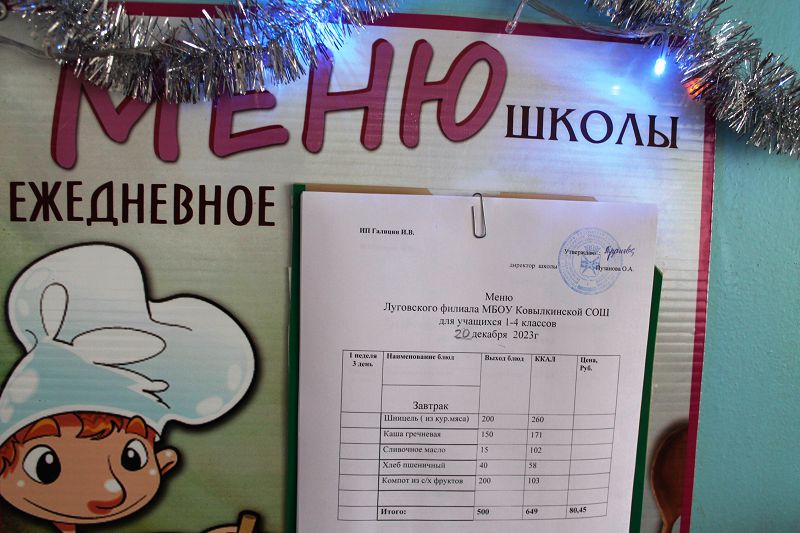 МЕНЮ ШКОЛЫ
ЕЖЕДНЕВНОЕ
ИП Галицин И.В.
Утверждаю:
директор школы Пузанова О.А.
Меню
Луговского филиала МБОУ Ковылкинской СОШ
для учащихся 1-4 классов
20 декабря 2023г
1 неделя 3 день Наименование блюд Выход блюд ККАЛ Цена, Руб.
Завтрак
Шницель ( из кур.мяса) 200 260
Каша гречневая 150 171
Сливочное масло 15 102
Хлеб пшеничный 40 58
Компот из с/х фруктов 200 103
Итого: 500 649 80,45